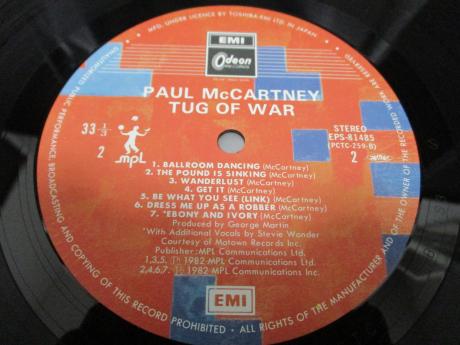 MFD. UNDER LICENCE BY TOSHIBA-EMI LTD. IN JAPAN
EMI
Odeon
PAUL McCARTNEY
TUG OF WAR
33 1/3
2
mpl
STEREO
EPS-81485
(PCTC-259-B)
2
1. BALLROOM DANCING (McCartney)
2. THE POUND IS SINKING (McCartney)
3. WANDERLUST (McCartney)
4. GET IT (McCartney)
5. BE WHAT YOU SEE (LINK) (McCartney)
6. DRESS ME UP AS A ROBBER (McCartney)
7. *EBONY AND IVORY (McCartney)
Produced by George Martin
*With Additional Vocals by Stevie Wonder
Courtesy of Motown Records Inc.
Publisher: MPL Communications Ltd.
1.3.5. Ⓟ 1982 MPL Communications Ltd.
2.4.6.7. Ⓟ 1982 MPL Communications Inc.
EMI
UNAUTHORIZED PUBLIC PERFORMANCE, BROADCASTING AND COPYING OF THIS RECORD PROHIBITED • ALL RIGHTS OF THE MANUFACTURER AND OF THE OWNER OF THE RECORDED WORK RESERVED